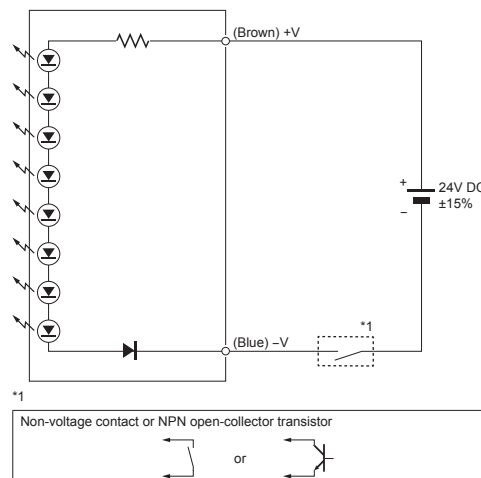 (Brown) +V
+
24V DC
±15%
−
*1
(Blue) −V
*1
Non-voltage contact or NPN open-collector transistor
or